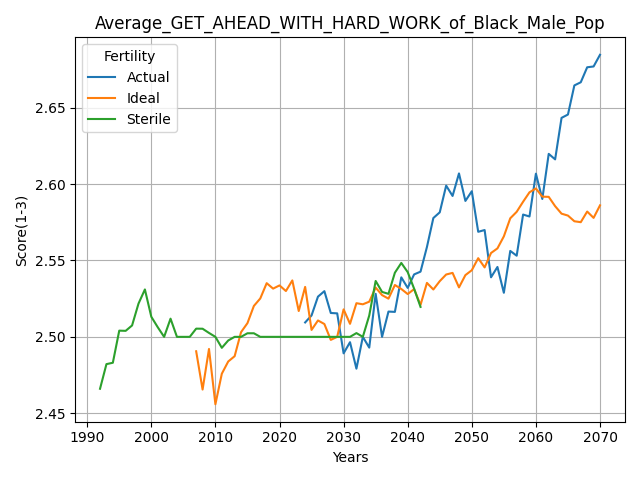 Average_GET_AHEAD_WITH_HARD_WORK_of_Black_Male_Pop
Fertility
Actual
Ideal
Sterile
Score(1-3)
2.65
2.60
2.55
2.50
2.45
1990 2000 2010 2020 2030 2040 2050 2060 2070
Years